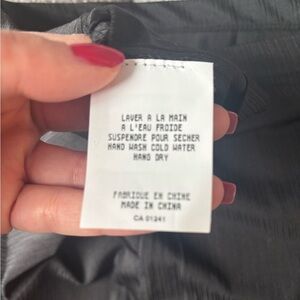 LAVER A LA MAIN
A L'EAU FROIDE
SUSPENDRE POUR SECHER
HAND WASH COLD WATER
HANG DRY
FABRIQUE EN CHINE
MADE IN CHINA
CA 01241